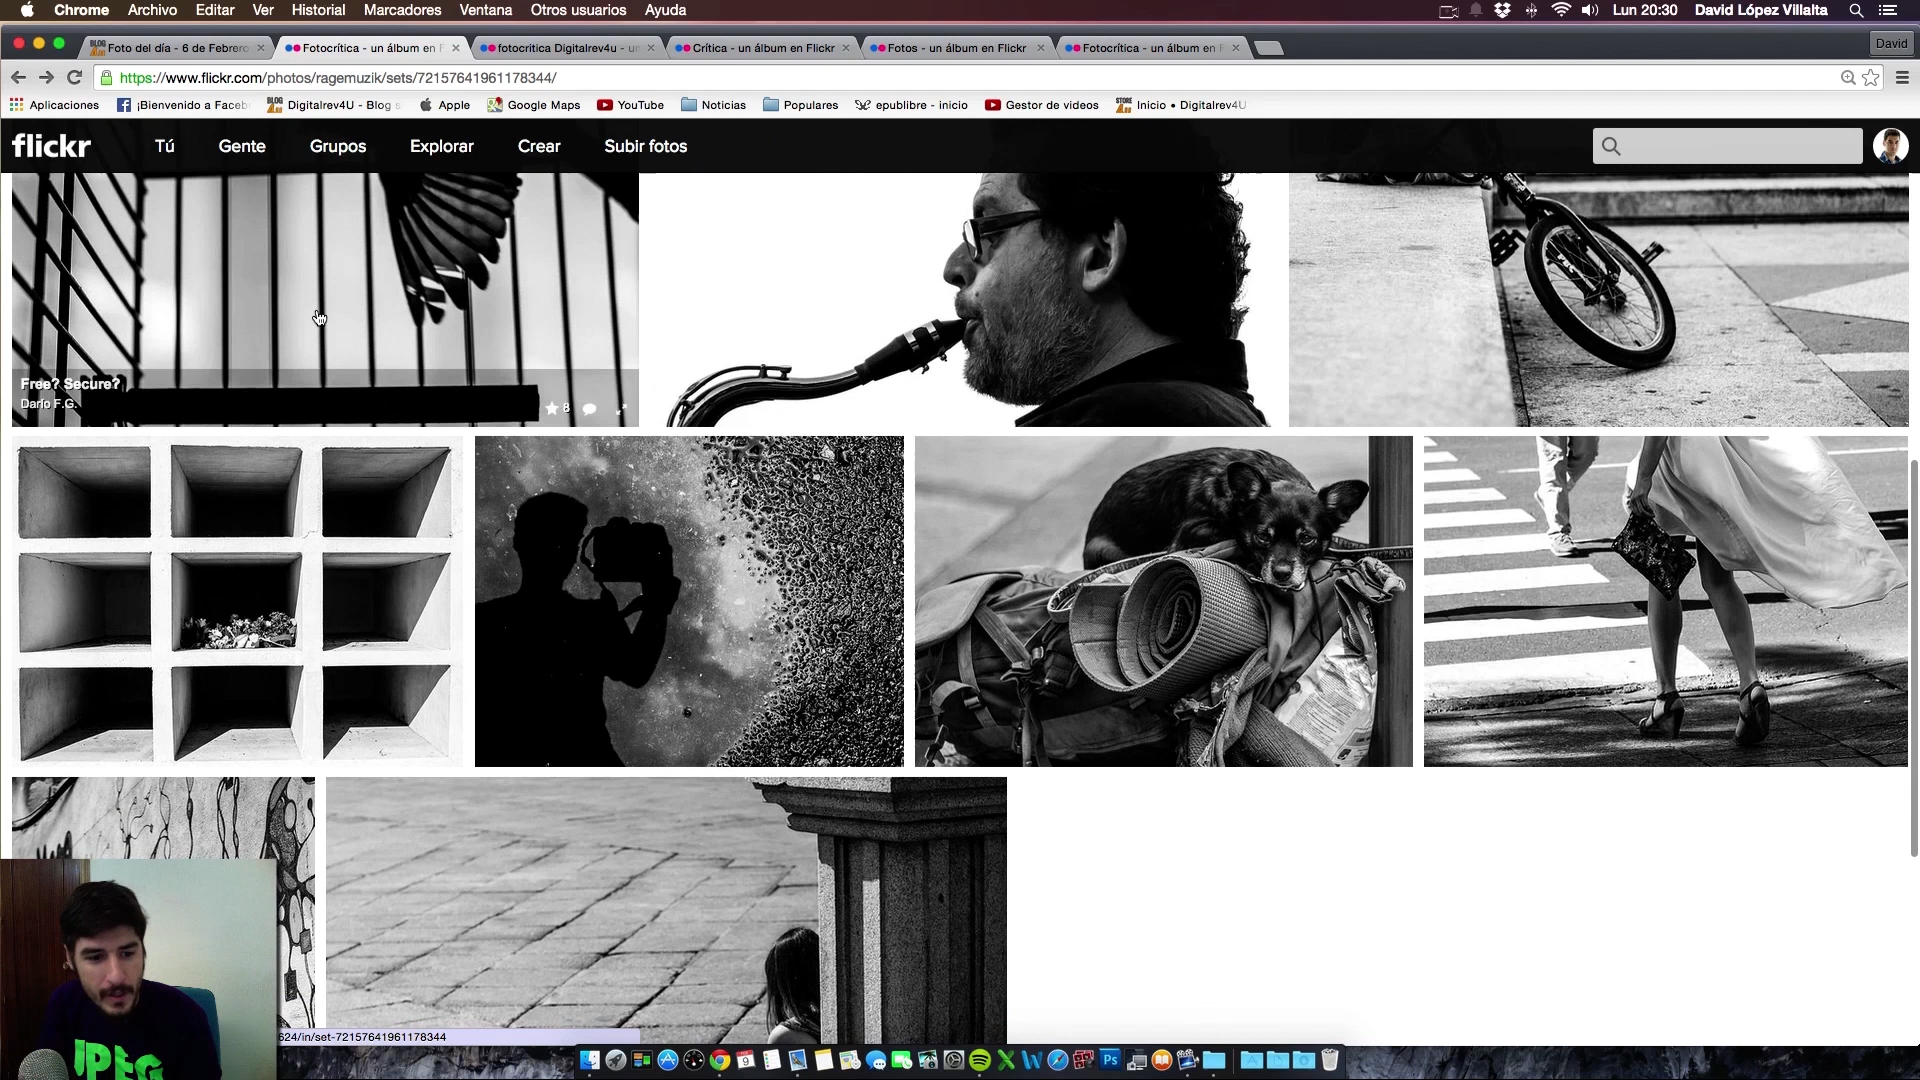 Chrome Archivo Editar Ver Historial Marcadores Ventana Otros usuarios Ayuda Lun 20:30 David López Villalta
Foto del día - 6 de Febrero Fotocrítica - un álbum en F fotocritica Digitalrev4u - un Crítica - un álbum en Flickr Fotos - un álbum en Flickr Fotocrítica - un álbum en F David
https://www.flickr.com/photos/ragemuzik/sets/72157641961178344/
Aplicaciones ¡Bienvenido a Faceb Digitalrev4U - Blog s Apple Google Maps YouTube Noticias Populares epublibre - inicio Gestor de videos Inicio • Digitalrev4U
flickr Tú Gente Grupos Explorar Crear Subir fotos
Free? Secure?
Darío F.G. 8
624/in/set-72157641961178344
JPEG